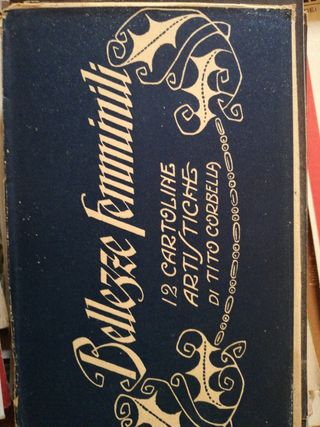 Bellezze femminili
12 CARTOLINE
ARTISTICHE
DI TITO CORBELLA